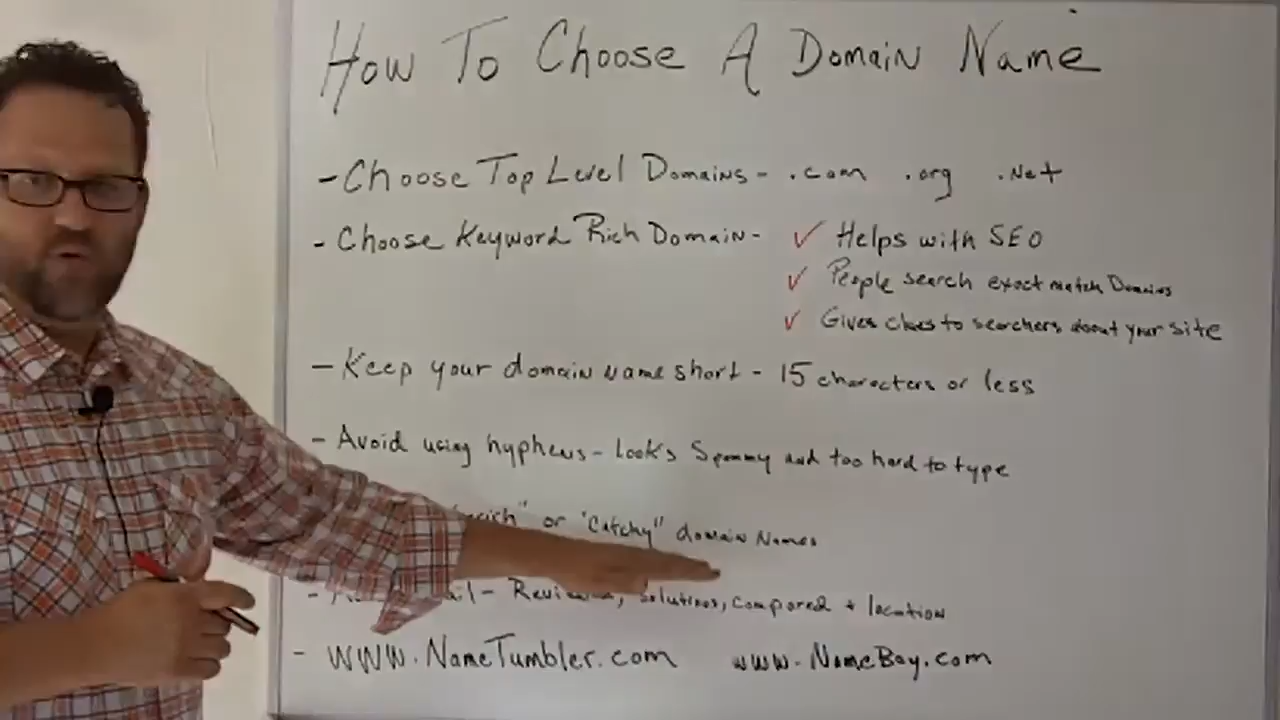 How To Choose A Domain Name
- Choose Top Level Domains - .com .org .Net
- Choose Keyword Rich Domain - ✓ Helps with SEO
✓ People search exact match Domains
✓ Gives clues to searchers about your site
- Keep your domain name short - 15 characters or less
- Avoid using hyphens - look's Spammy and too hard to type
or "Catchy" domain Names
- Solutions, compared + location
- WWW.NameTumbler.com www.NameBoy.com